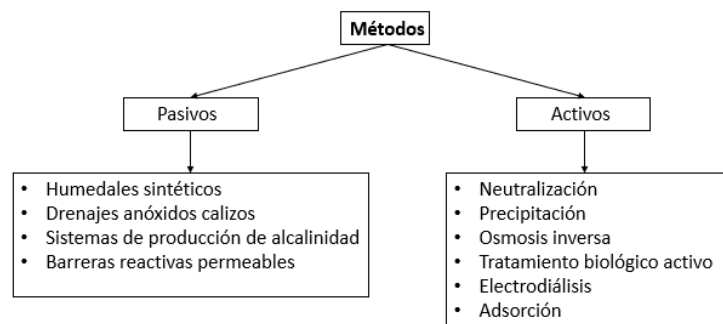 Métodos
Pasivos
Activos
• Humedales sintéticos
• Drenajes anóxidos calizos
• Sistemas de producción de alcalinidad
• Barreras reactivas permeables
• Neutralización
• Precipitación
• Osmosis inversa
• Tratamiento biológico activo
• Electrodiálisis
• Adsorción